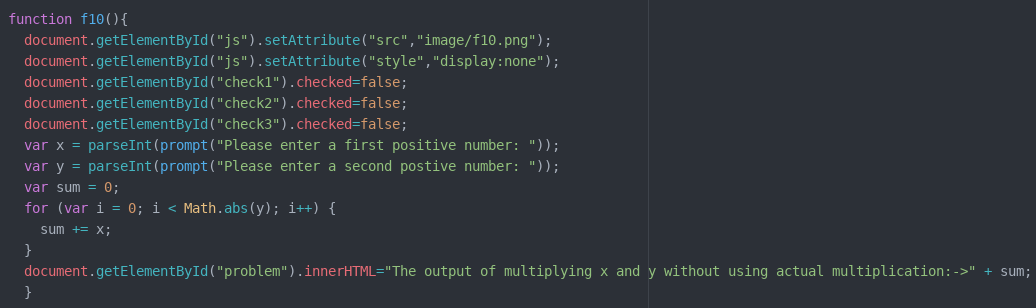 function f10(){
document.getElementById("js").setAttribute("src","image/f10.png");
document.getElementById("js").setAttribute("style","display:none");
document.getElementById("check1").checked=false;
document.getElementById("check2").checked=false;
document.getElementById("check3").checked=false;
var x = parseInt(prompt("Please enter a first positive number: "));
var y = parseInt(prompt("Please enter a second postive number: "));
var sum = 0;
for (var i = 0; i < Math.abs(y); i++) {
sum += x;
}
document.getElementById("problem").innerHTML="The output of multiplying x and y without using actual multiplication:->" + sum;
}